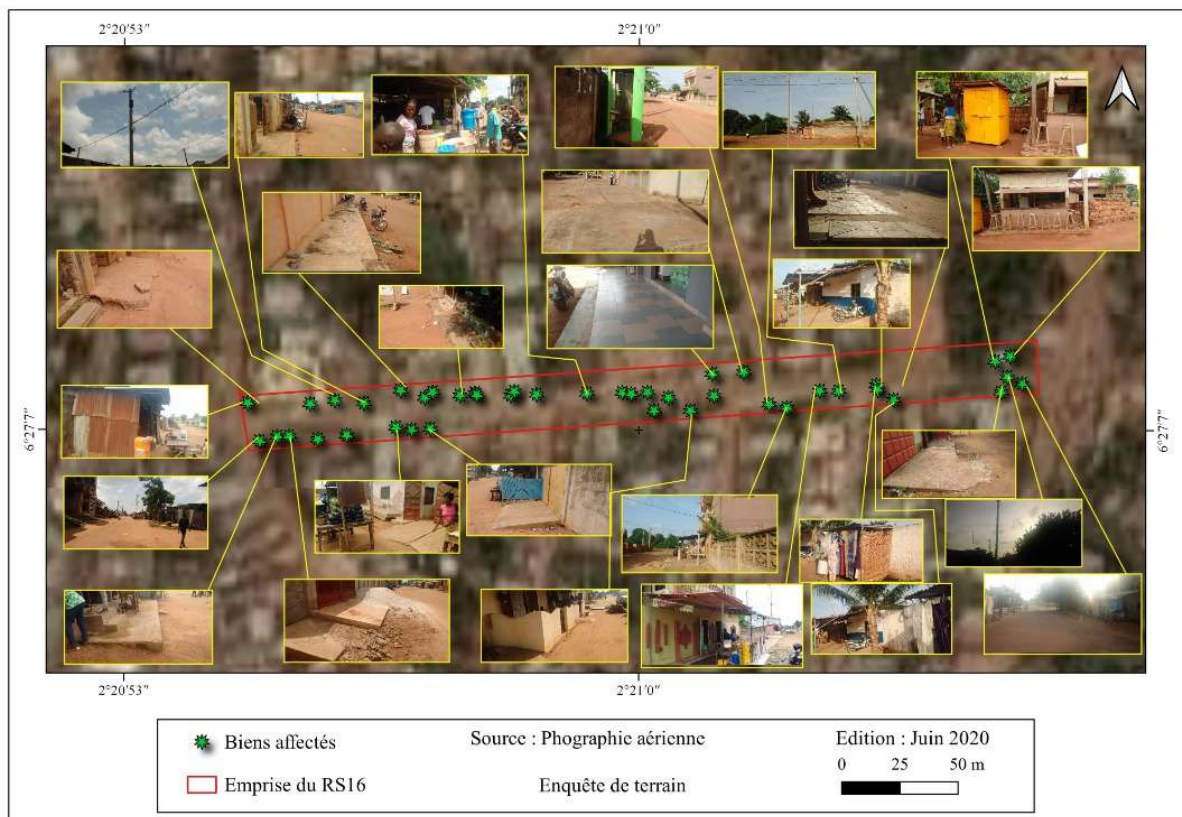 2°20'53" 2°21'0"
6°27'7" 6°27'7"
2°20'53" 2°21'0"
Biens affectés Source : Phographie aérienne Edition : Juin 2020
0 25 50 m
Emprise du RS16 Enquête de terrain